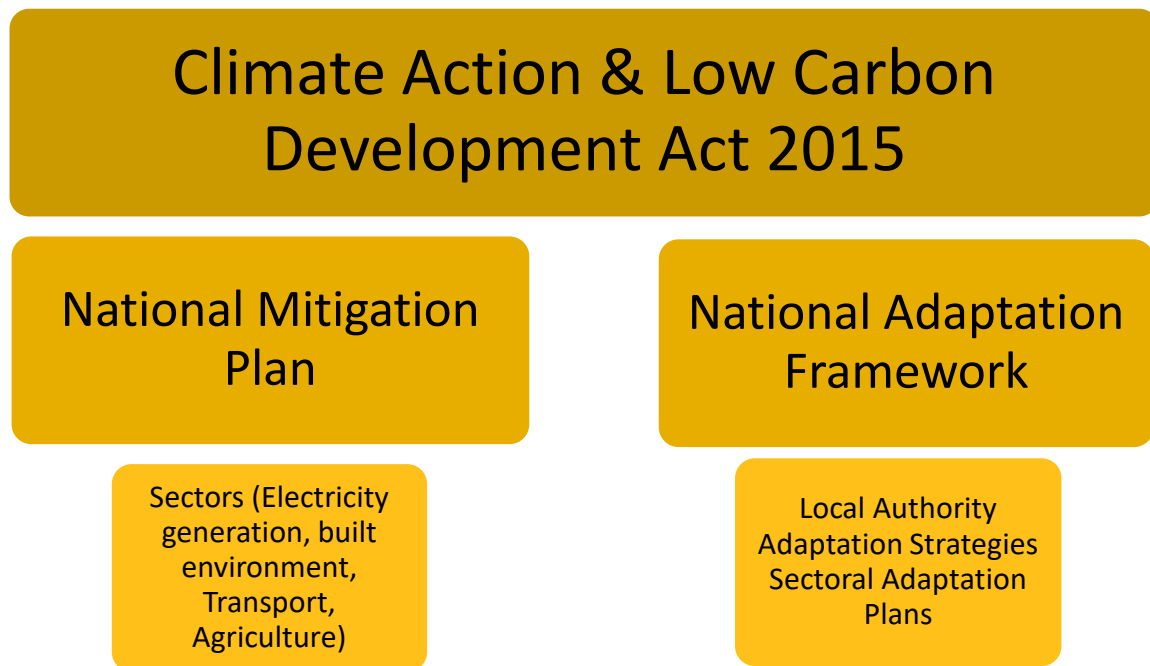 Climate Action & Low Carbon
Development Act 2015
National Mitigation
Plan
National Adaptation
Framework
Sectors (Electricity
generation, built
environment,
Transport,
Agriculture)
Local Authority
Adaptation Strategies
Sectoral Adaptation
Plans